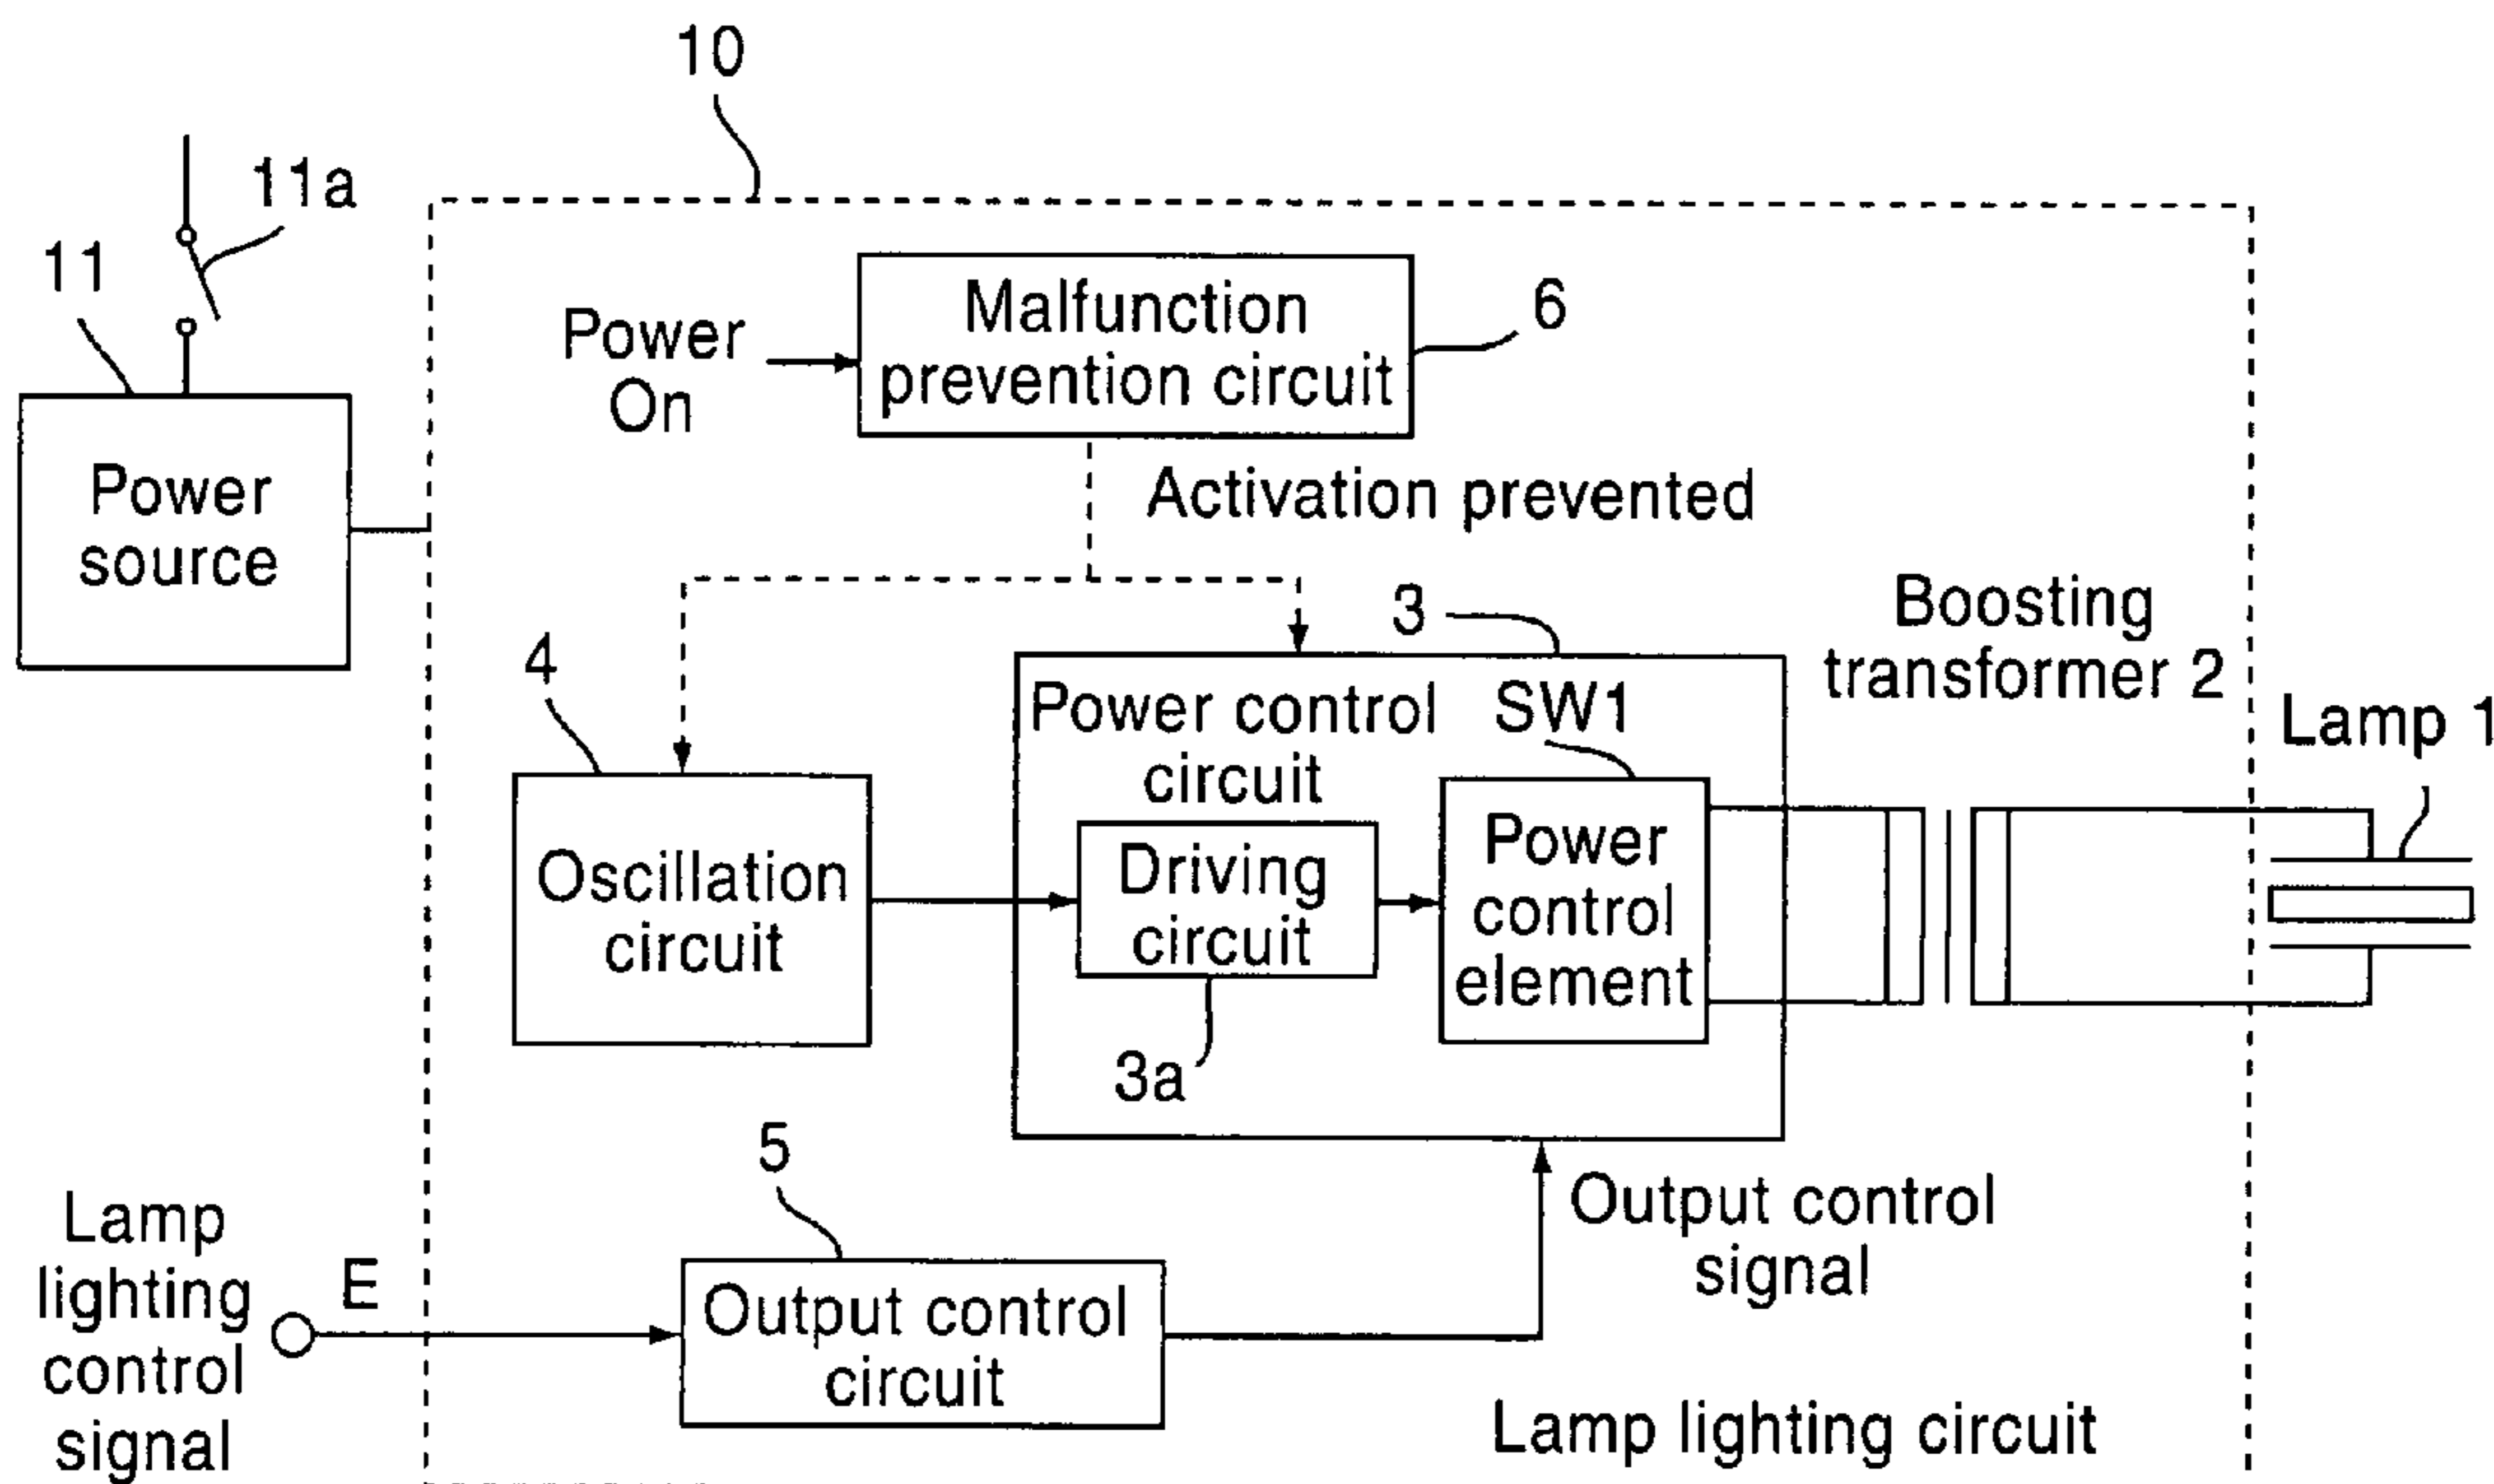 10
11a
11
Power
On
Malfunction
prevention circuit
6
Power
source
Activation prevented
3
Boosting
transformer 2
4
Power control
circuit
SW1
Lamp 1
Oscillation
circuit
Driving
circuit
Power
control
element
3a
5
Output control
signal
Lamp
lighting
control
signal
E
Output control
circuit
Lamp lighting circuit